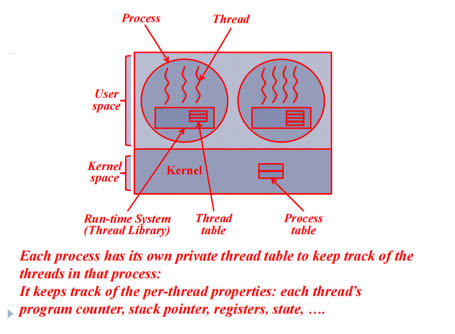 Process
Thread
User
space
Kernel
space
Kernel
Run-time System
(Thread Library)
Thread
table
Process
table
Each process has its own private thread table to keep track of the
threads in that process:
It keeps track of the per-thread properties: each thread's
program counter, stack pointer, registers, state, ….